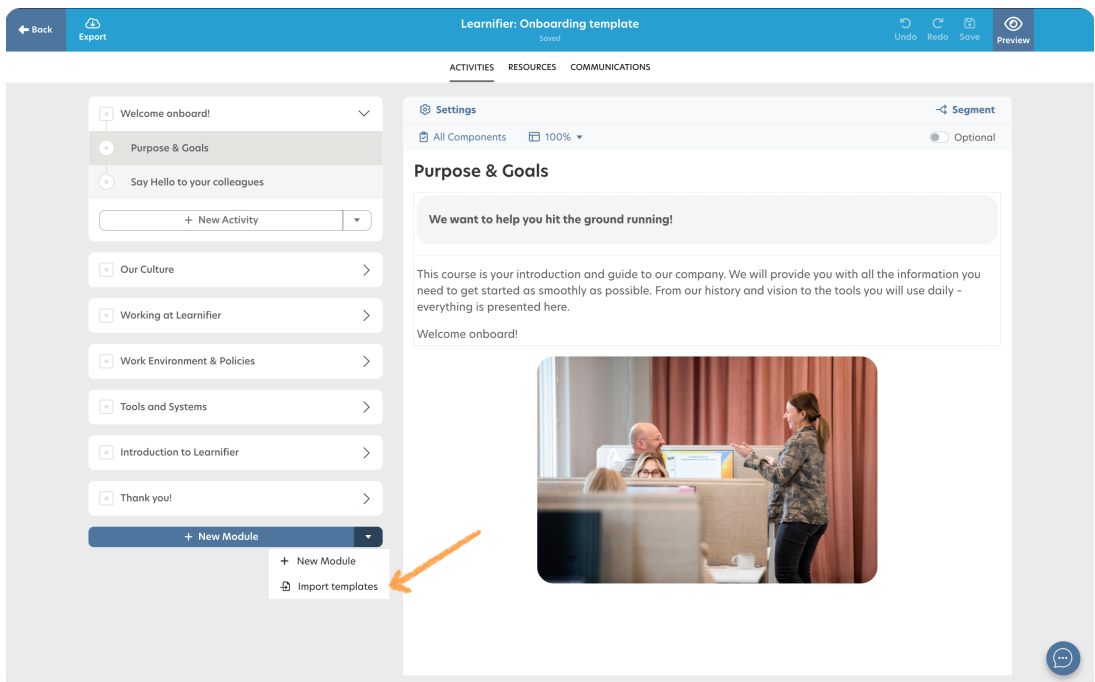 Back
Export
Learnifier: Onboarding template
Saved
Undo
Redo
Save
Preview
ACTIVITIES
RESOURCES
COMMUNICATIONS
Welcome onboard!
Purpose & Goals
Say Hello to your colleagues
+ New Activity
Our Culture
Working at Learnifier
Work Environment & Policies
Tools and Systems
Introduction to Learnifier
Thank you!
+ New Module
+ New Module
Import templates
Settings
Segment
All Components
100%
Optional
Purpose & Goals
We want to help you hit the ground running!
This course is your introduction and guide to our company. We will provide you with all the information you
need to get started as smoothly as possible. From our history and vision to the tools you will use daily –
everything is presented here.
Welcome onboard!